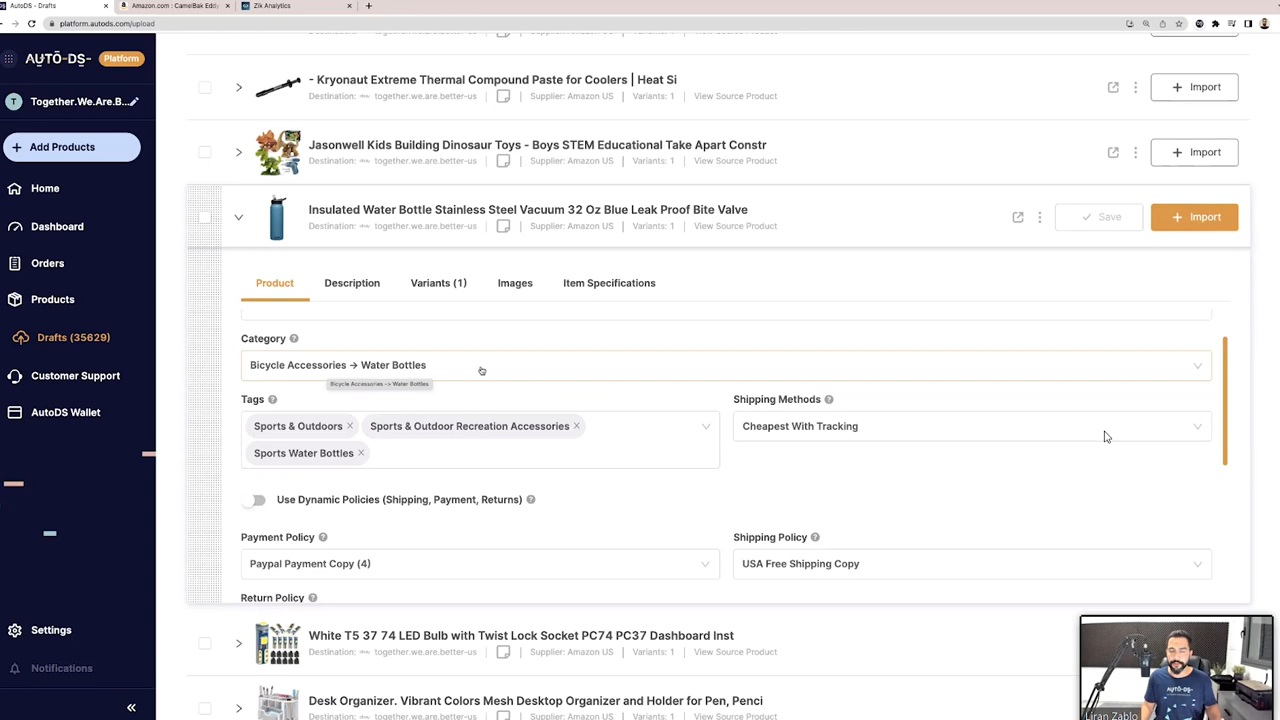 AutoDS - Drafts
Amazon.com : CamelBak Eddy
Zik Analytics
platform.autods.com/upload
AUTO-DS-
Platform
T
Together.We.Are.B...
Add Products
Home
Dashboard
Orders
Products
Drafts (35629)
Customer Support
AutoDS Wallet
Settings
Notifications
- Kryonaut Extreme Thermal Compound Paste for Coolers | Heat Si
Destination: together.we.are.better-us Supplier: Amazon US Variants: 1 View Source Product
Import
Jasonwell Kids Building Dinosaur Toys - Boys STEM Educational Take Apart Constr
Destination: together.we.are.better-us Supplier: Amazon US Variants: 1 View Source Product
Import
Insulated Water Bottle Stainless Steel Vacuum 32 Oz Blue Leak Proof Bite Valve
Destination: together.we.are.better-us Supplier: Amazon US Variants: 1 View Source Product
Save
Import
Product Description Variants (1) Images Item Specifications
Category
Bicycle Accessories → Water Bottles
Bicycle Accessories -> Water Bottles
Tags
Sports & Outdoors × Sports & Outdoor Recreation Accessories ×
Sports Water Bottles ×
Shipping Methods
Cheapest With Tracking
Use Dynamic Policies (Shipping, Payment, Returns)
Payment Policy
Paypal Payment Copy (4)
Shipping Policy
USA Free Shipping Copy
Return Policy
White T5 37 74 LED Bulb with Twist Lock Socket PC74 PC37 Dashboard Inst
Destination: together.we.are.better-us Supplier: Amazon US Variants: 1 View Source Product
Desk Organizer. Vibrant Colors Mesh Desktop Organizer and Holder for Pen, Penci
Destination: together.we.are.better-us Supplier: Amazon US Variants: 1 View Source Product
AUTO-DS-
Liran Zablo